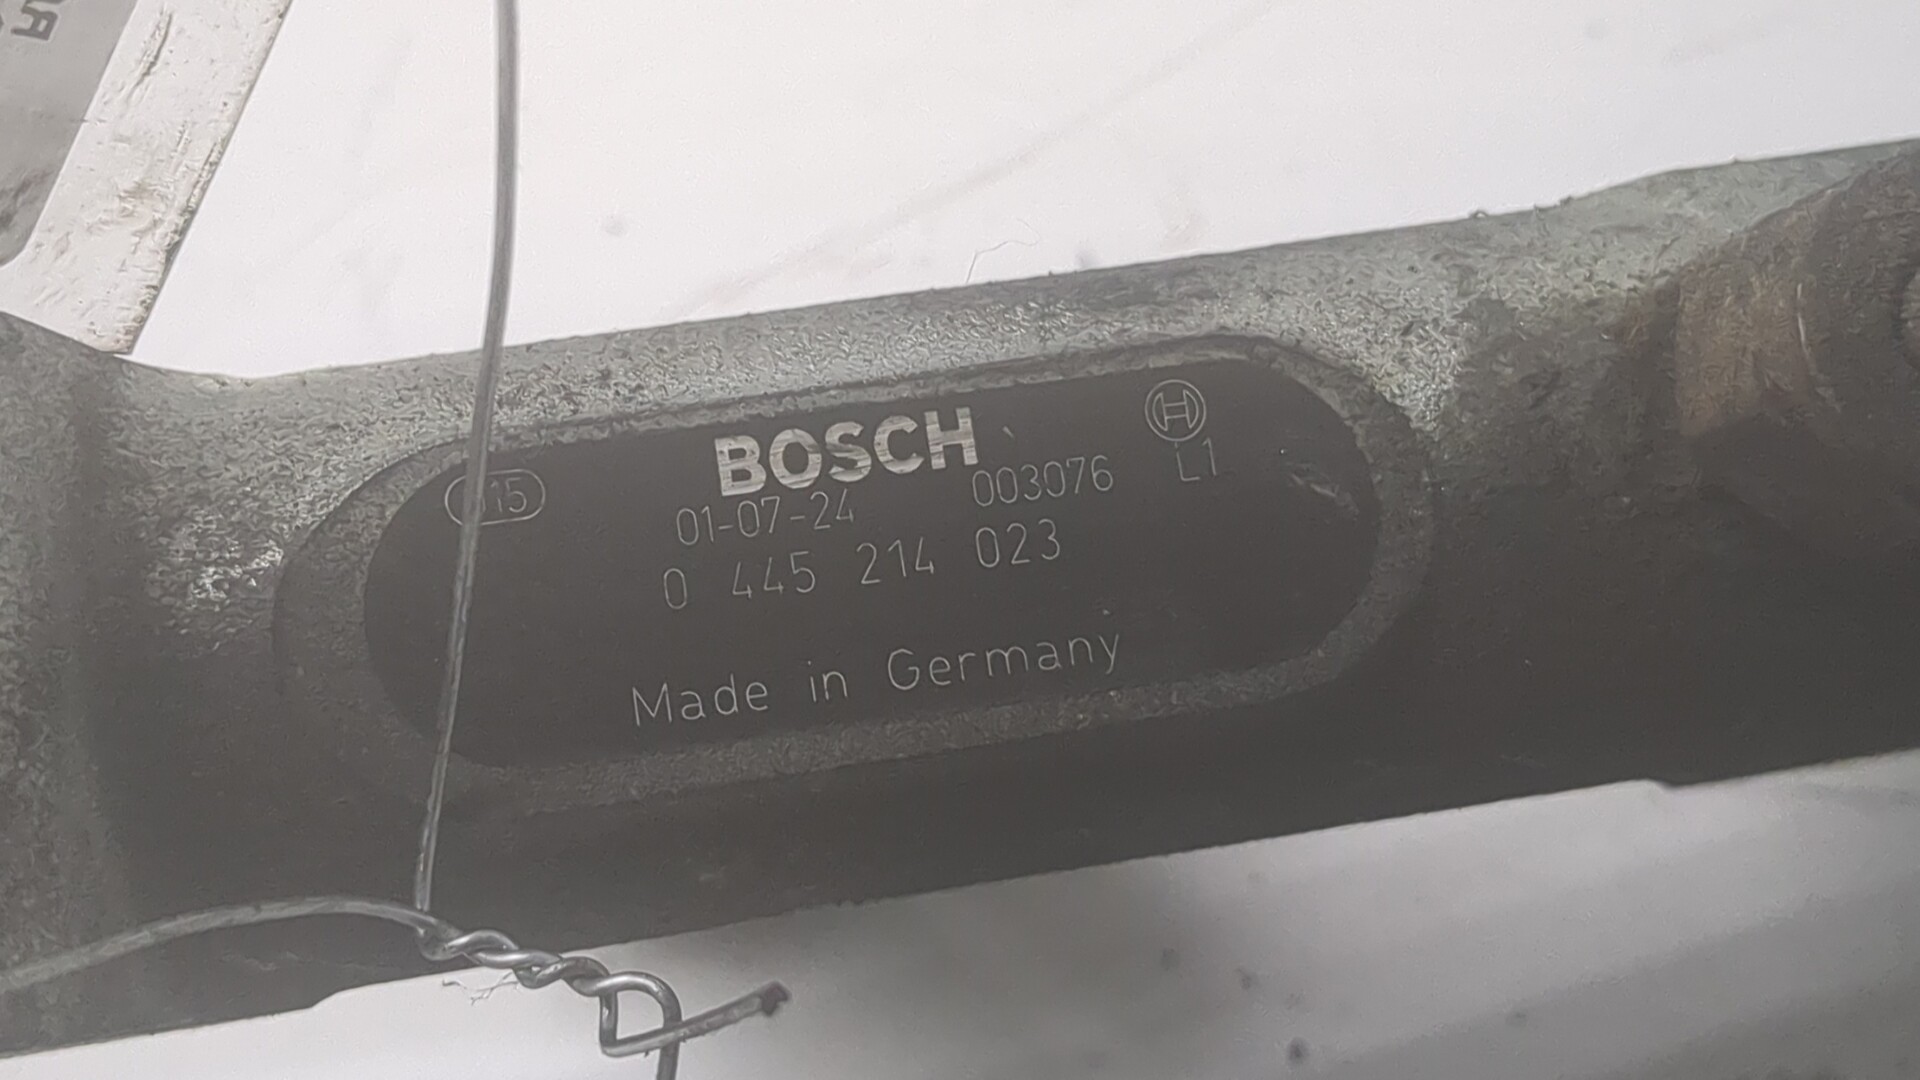 BOSCH
15
01-07-24 003076 L1
0 445 214 023
Made in Germany